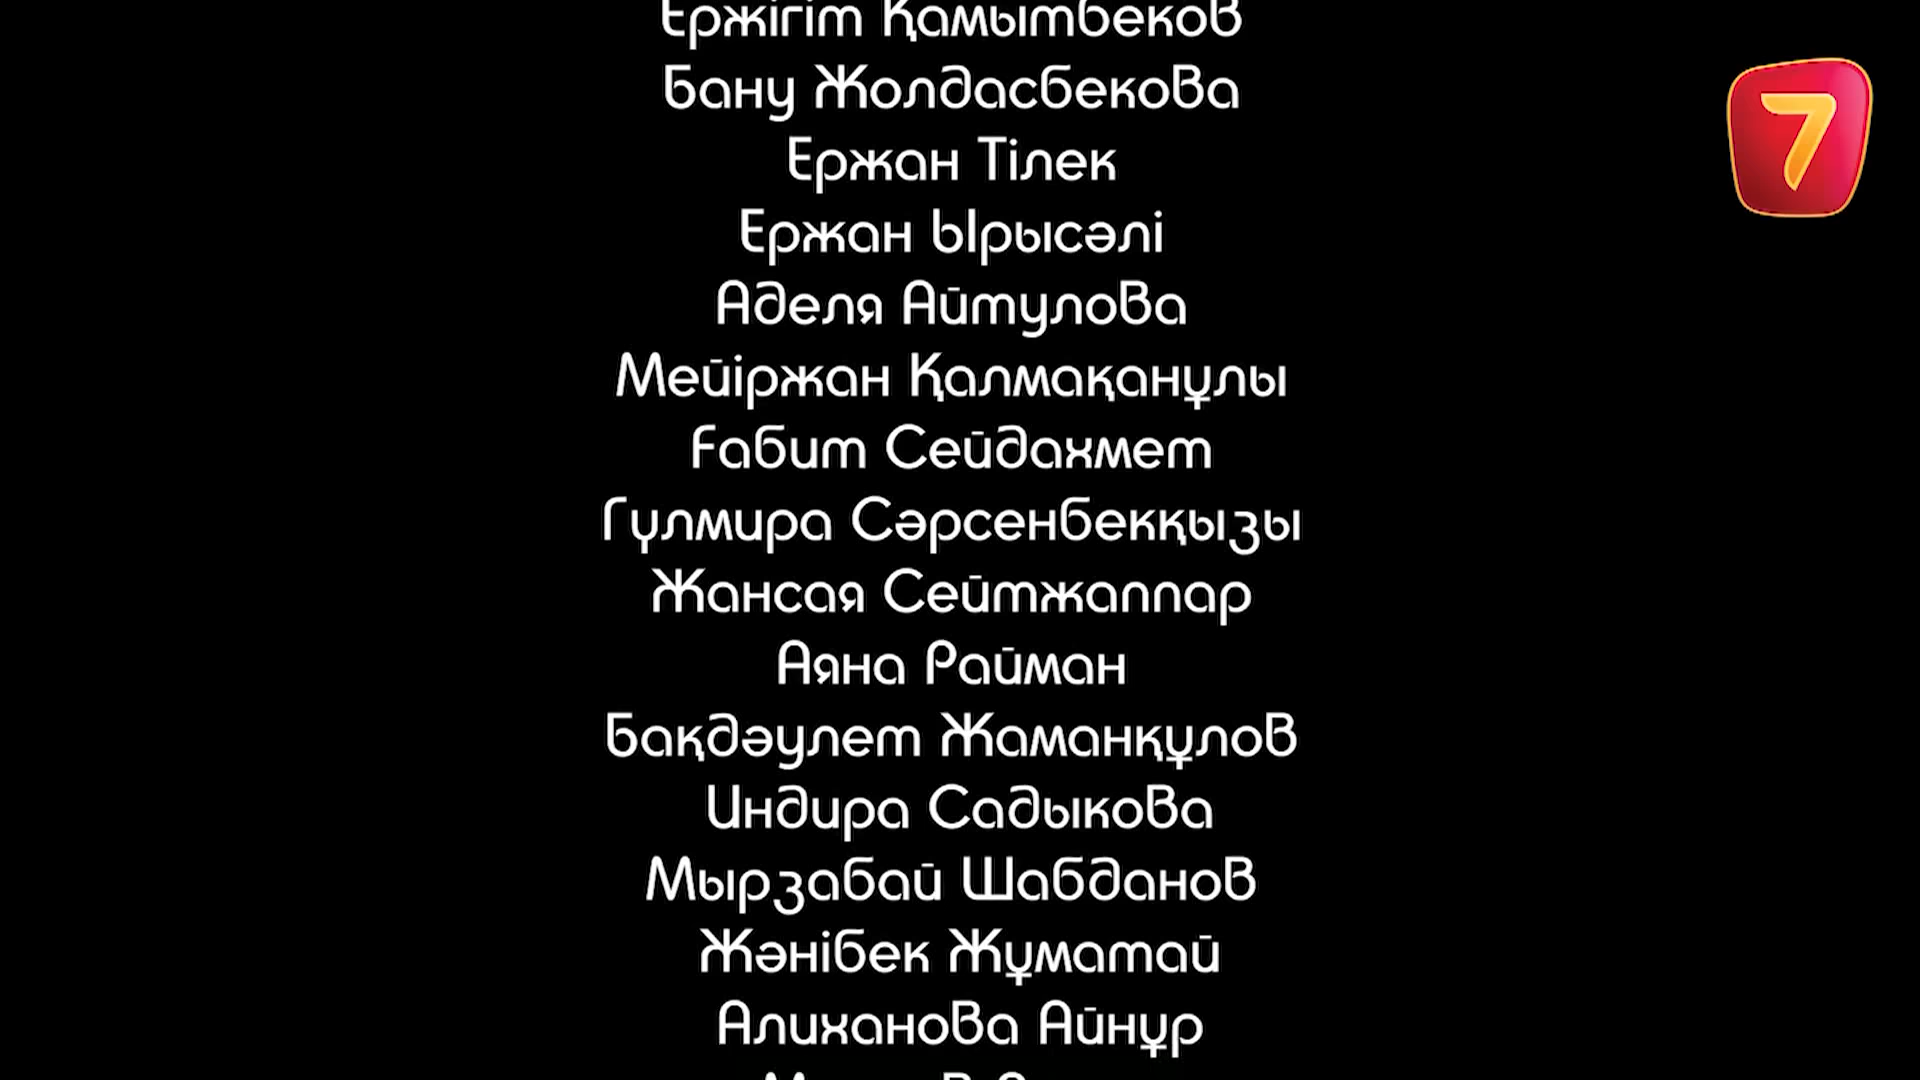 Ержігіт Қамытбеков
Бану Жолдасбекова
7
Ержан Тілек
Ержан Ырысәлі
Аделя Айтулова
Мейіржан Қалмақанұлы
Ғабит Сейдахмет
Гүлмира Сәрсенбекқызы
Жансая Сейтжаппар
Аяна Райман
Бақдәулет Жаманқұлов
Индира Садыкова
Мырзабай Шабданов
Жәнібек Жұматай
Алиханова Айнұр